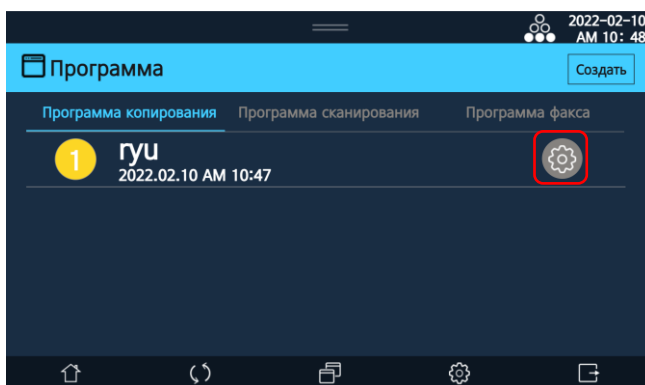 2022-02-10
AM 10: 48
Программа
Создать
Программа копирования Программа сканирования Программа факса
1 ryu
2022.02.10 AM 10:47